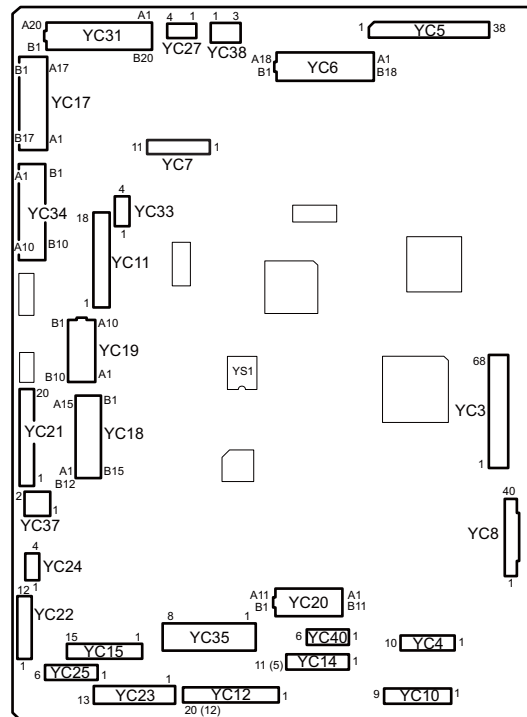 A20 A1 4 1 1 3
YC31 YC27 YC38 1 YC5 38
B1 B20
A18 YC6 A1
B1 B18
B1 A17
YC17
B17 A1
11 YC7 1
A1 B1
YC34
A10 B10
4
YC33
1
18
YC11
1
B1 A10
YC19
B10 A1
YS1
20
YC21
1
A15 B1
YC18
A1 B15
B12
68
YC3
1
2
1
YC37
40
YC8
1
4
YC24
1
12
YC22
1
A11 YC20 A1
B1 B11
8 1
YC35
6 YC40 1
15 1
YC15
11 (5) YC14 1
10 YC4 1
6 YC25 1
1
13 YC23
YC12 1
20 (12)
9 YC10 1